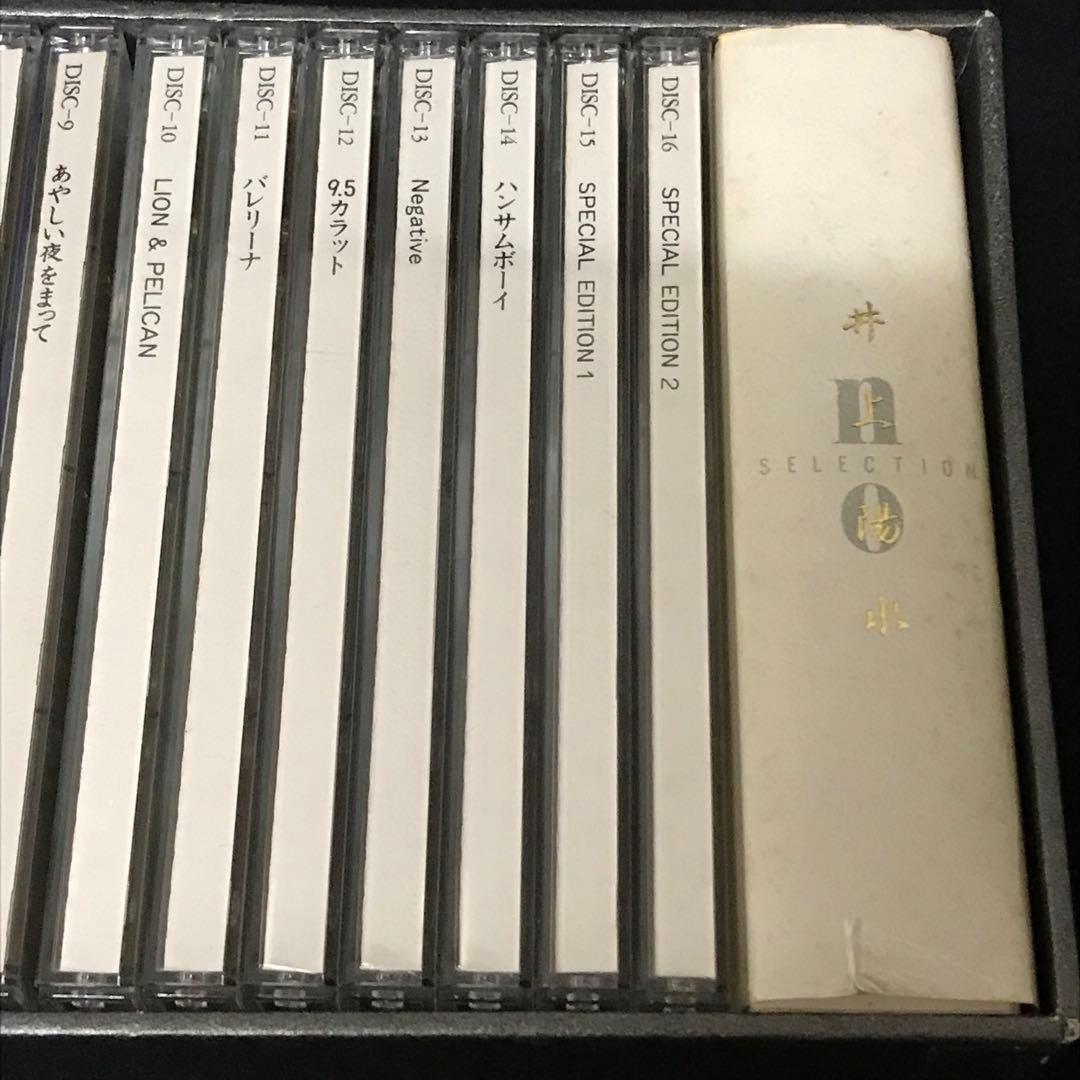 DISC-9 あやしい夜をまって
DISC-10 LION & PELICAN
DISC-11 バレリーナ
DISC-12 9.5カラット
DISC-13 Negative
DISC-14 ハンサムボーイ
DISC-15 SPECIAL EDITION 1
DISC-16 SPECIAL EDITION 2
井上陽水
no
SELECTION